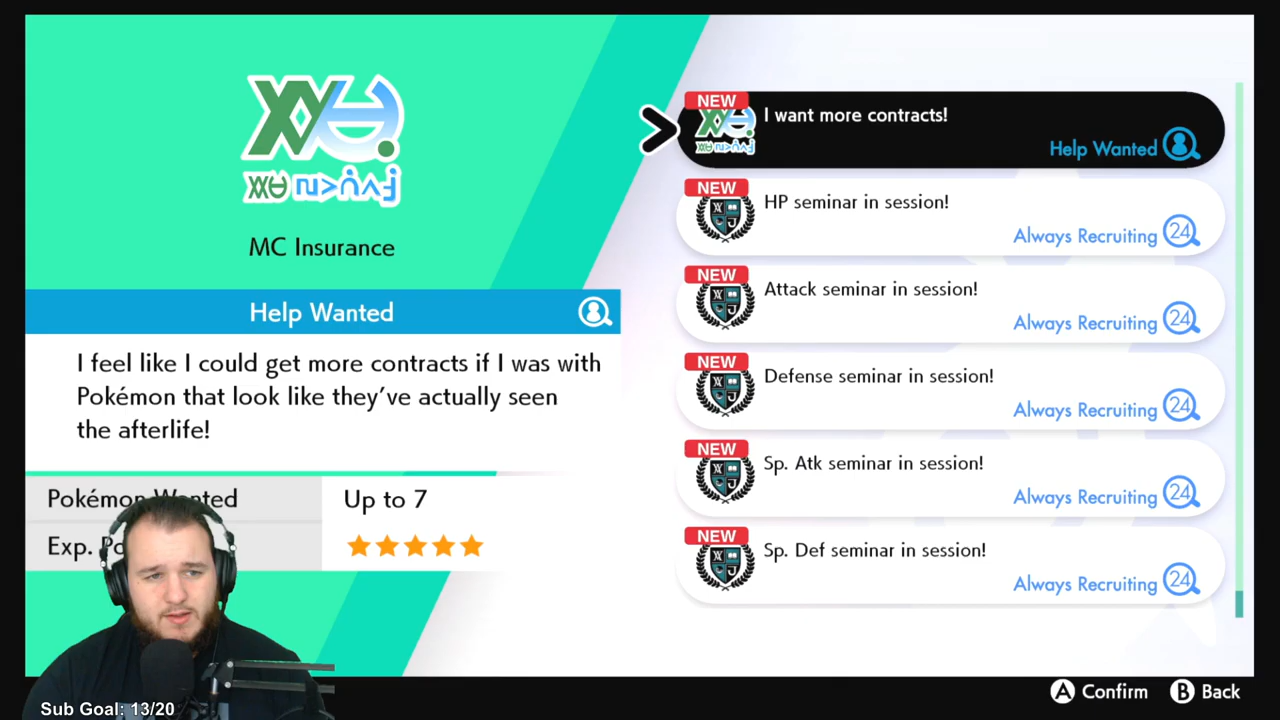 MC Insurance
Help Wanted
I feel like I could get more contracts if I was with
Pokémon that look like they've actually seen
the afterlife!
Pokémon Wanted
Up to 7
Exp.
NEW
I want more contracts!
Help Wanted
NEW
HP seminar in session!
Always Recruiting 24
NEW
Attack seminar in session!
Always Recruiting 24
NEW
Defense seminar in session!
Always Recruiting 24
NEW
Sp. Atk seminar in session!
Always Recruiting 24
NEW
Sp. Def seminar in session!
Always Recruiting 24
Sub Goal: 13/20
A Confirm B Back